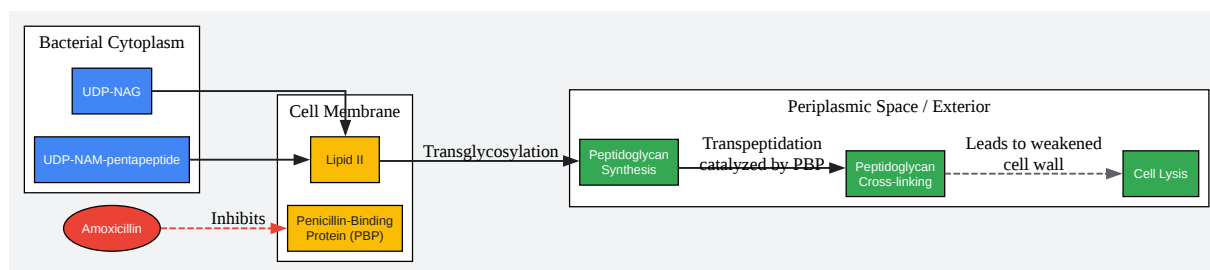 Bacterial Cytoplasm
UDP-NAG
UDP-NAM-pentapeptide
Amoxicillin
Inhibits
Cell Membrane
Lipid II
Penicillin-Binding
Protein (PBP)
Transglycosylation
Periplasmic Space / Exterior
Peptidoglycan
Synthesis
Transpeptidation
catalyzed by PBP
Peptidoglycan
Cross-linking
Leads to weakened
cell wall
Cell Lysis